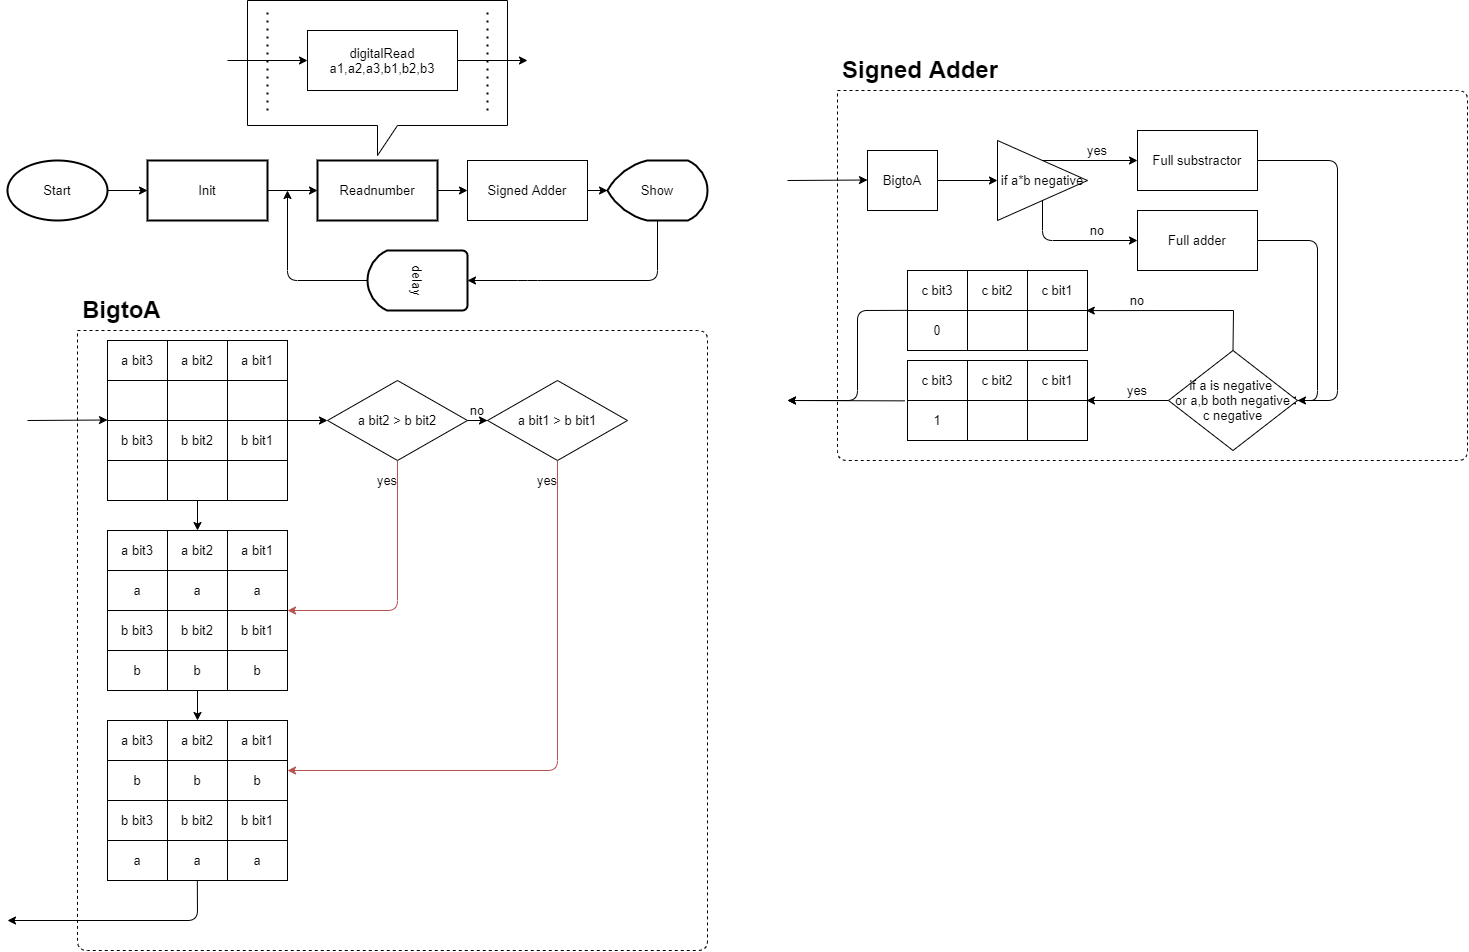 digitalRead
a1,a2,a3,b1,b2,b3
Start
Init
Readnumber
Signed Adder
Show
delay
BigtoA
a bit3 a bit2 a bit1
b bit3 b bit2 b bit1
a bit2 > b bit2
no
a bit1 > b bit1
yes
yes
a bit3 a bit2 a bit1
a a a
b bit3 b bit2 b bit1
b b b
a bit3 a bit2 a bit1
b b b
b bit3 b bit2 b bit1
a a a
Signed Adder
BigtoA
if a*b negative
yes
Full substractor
no
Full adder
c bit3 c bit2 c bit1
0
no
c bit3 c bit2 c bit1
1
yes
if a is negative
or a,b both negative,
c negative